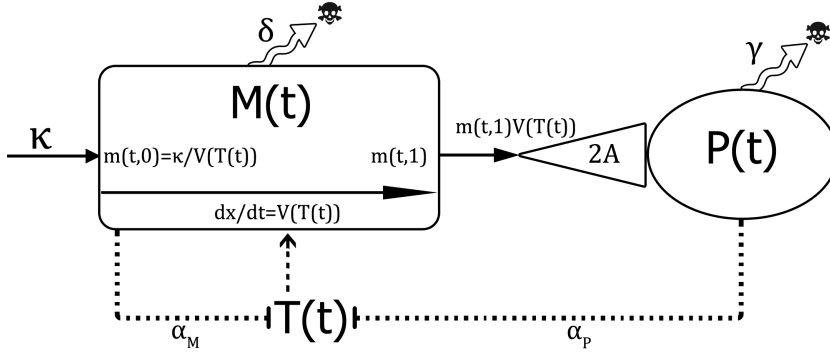 δ
γ
M(t)
κ
m(t,0)=κ/V(T(t))
m(t,1)
m(t,1)V(T(t))
2A
P(t)
dx/dt=V(T(t))
T(t)
α_M
α_P